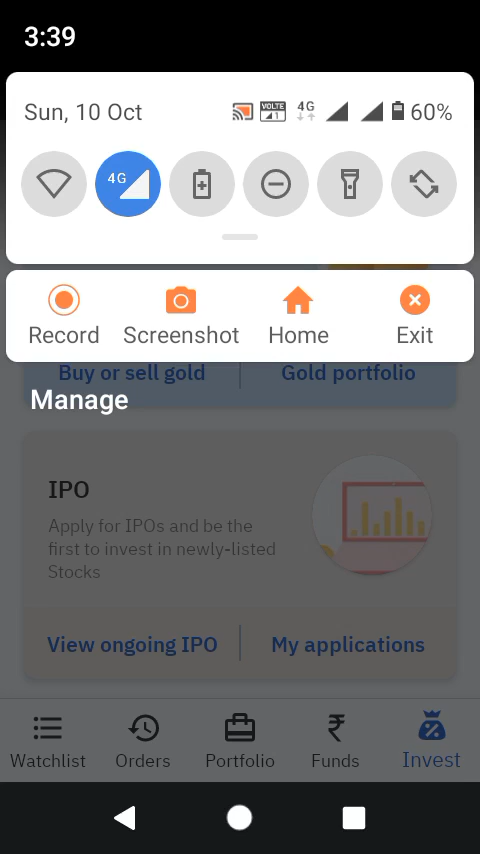 3:39
Sun, 10 Oct
VOLTE
1
4G
60%
4G
Record Screenshot Home Exit
Buy or sell gold Gold portfolio
Manage
IPO
Apply for IPOs and be the
first to invest in newly-listed
Stocks
View ongoing IPO My applications
Watchlist Orders Portfolio Funds Invest